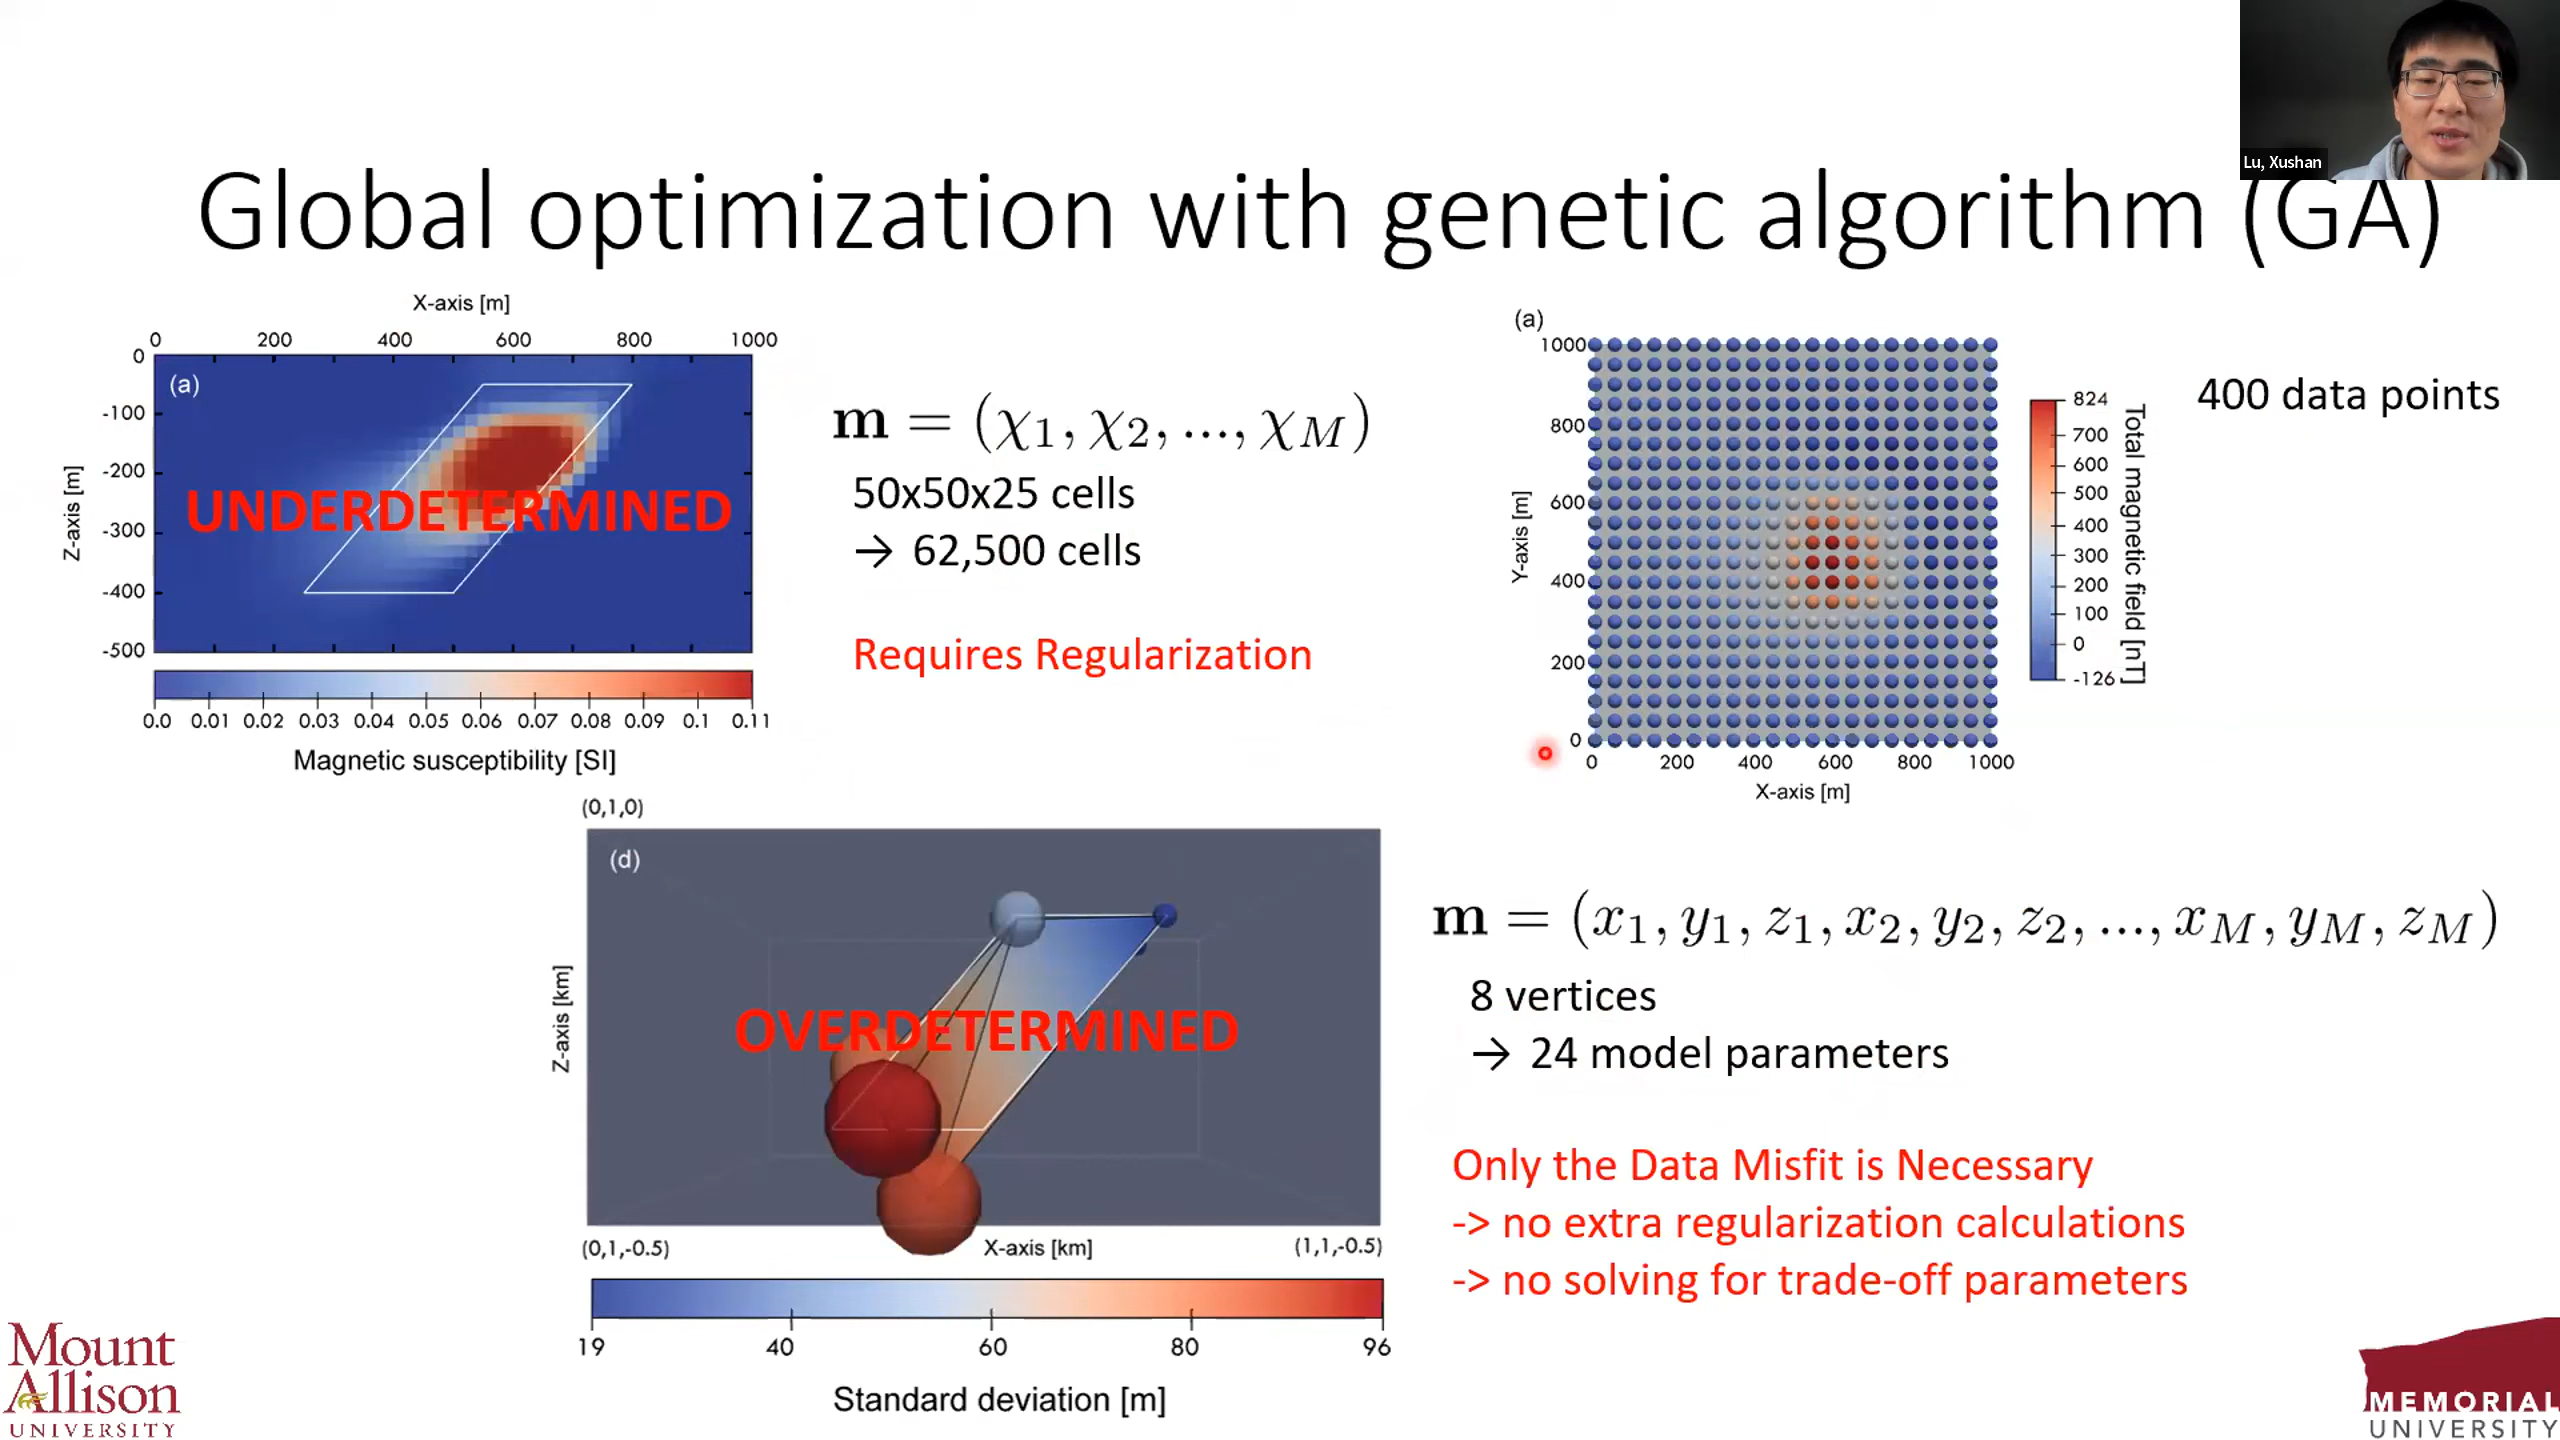 Lu, Xushan
Global optimization with genetic algorithm (GA)
X-axis [m]
0 200 400 600 800 1000
0
-100
-200
-300
-400
-500
Z-axis [m]
(a)
UNDERDETERMINED
0.0 0.01 0.02 0.03 0.04 0.05 0.06 0.07 0.08 0.09 0.1 0.11
Magnetic susceptibility [SI]
m = (χ1, χ2, ..., χM)
50x50x25 cells
→ 62,500 cells
Requires Regularization
(a)
1000
800
600
400
200
0
Y-axis [m]
0 200 400 600 800 1000
X-axis [m]
824
700
600
500
400
300
200
100
0
-126
Total magnetic field [nT]
400 data points
(0,1,0)
(d)
Z-axis [km]
OVERDETERMINED
(0,1,-0.5) X-axis [km] (1,1,-0.5)
19 40 60 80 96
Standard deviation [m]
m = (x1, y1, z1, x2, y2, z2, ..., xM, yM, zM)
8 vertices
→ 24 model parameters
Only the Data Misfit is Necessary
-> no extra regularization calculations
-> no solving for trade-off parameters
Mount
Allison
UNIVERSITY
MEMORIAL
UNIVERSITY